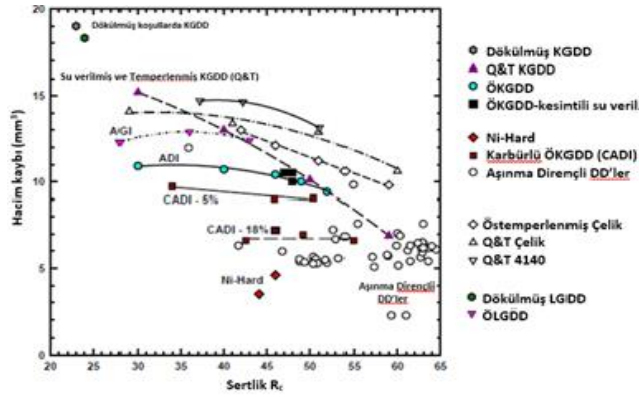 Dökülmüş koşullarda KGDD
Su verilmiş ve Temperlenmiş KGDD (Q&T)
AGI
ADI
CADI - 5%
CADI - 18%
Ni-Hard
Aşınma Dirençli
DD'ler
Hacim kaybı (mm³)
20
15
10
5
0
20 25 30 35 40 45 50 55 60 65
Sertlik Rc
Dökülmüş KGDD
Q&T KGDD
ÖKGDD
ÖKGDD-kesintili su veril
Ni-Hard
Karbürlü ÖKGDD (CADI)
Aşınma Dirençli DD'ler
Östemperlenmiş Çelik
Q&T Çelik
Q&T 4140
Dökülmüş LGDD
ÖLGDD